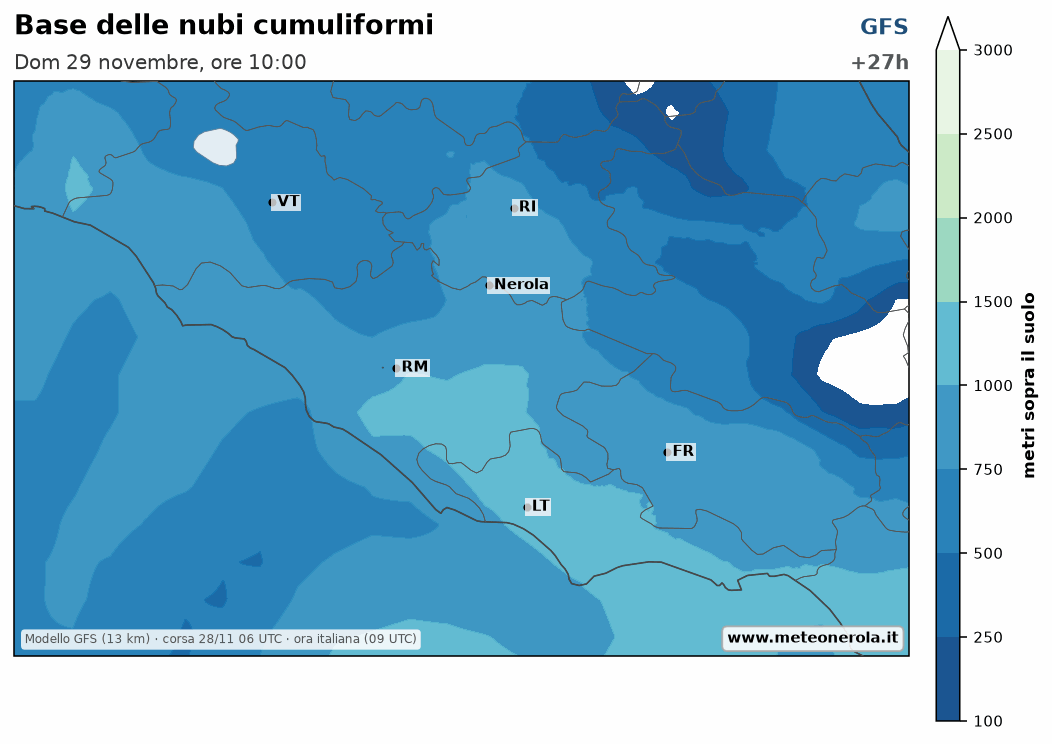 Base delle nubi cumuliformi
GFS
Dom 29 novembre, ore 10:00
+27h
VT
RI
Nerola
RM
FR
LT
Modello GFS (13 km) · corsa 28/11 06 UTC · ora italiana (09 UTC)
www.meteonerola.it
3000
2500
2000
1500
1000
750
500
250
100
metri sopra il suolo